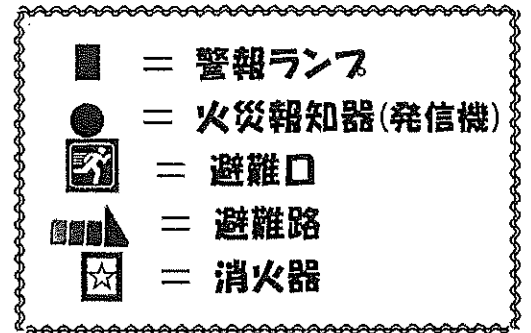 = 警報ランプ
= 火災報知器(発信機)
= 避難口
= 避難路
= 消火器